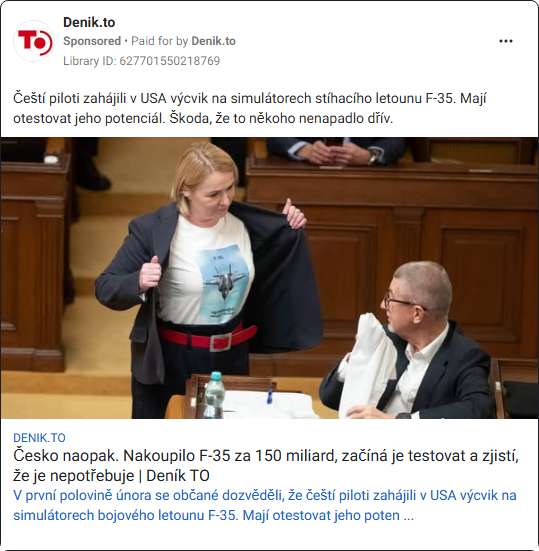 Denik.to
Sponsored • Paid for by Denik.to
Library ID: 627701550218769
TO
Čeští piloti zahájili v USA výcvik na simulátorech stíhacího letounu F-35. Mají
otestovat jeho potenciál. Škoda, že to někoho nenapadlo dřív.
DENIK.TO
Česko naopak. Nakoupilo F-35 za 150 miliard, začíná je testovat a zjistí,
že je nepotřebuje | Deník TO
V první polovině února se občané dozvěděli, že čeští piloti zahájili v USA výcvik na
simulátorech bojového letounu F-35. Mají otestovat jeho poten ...